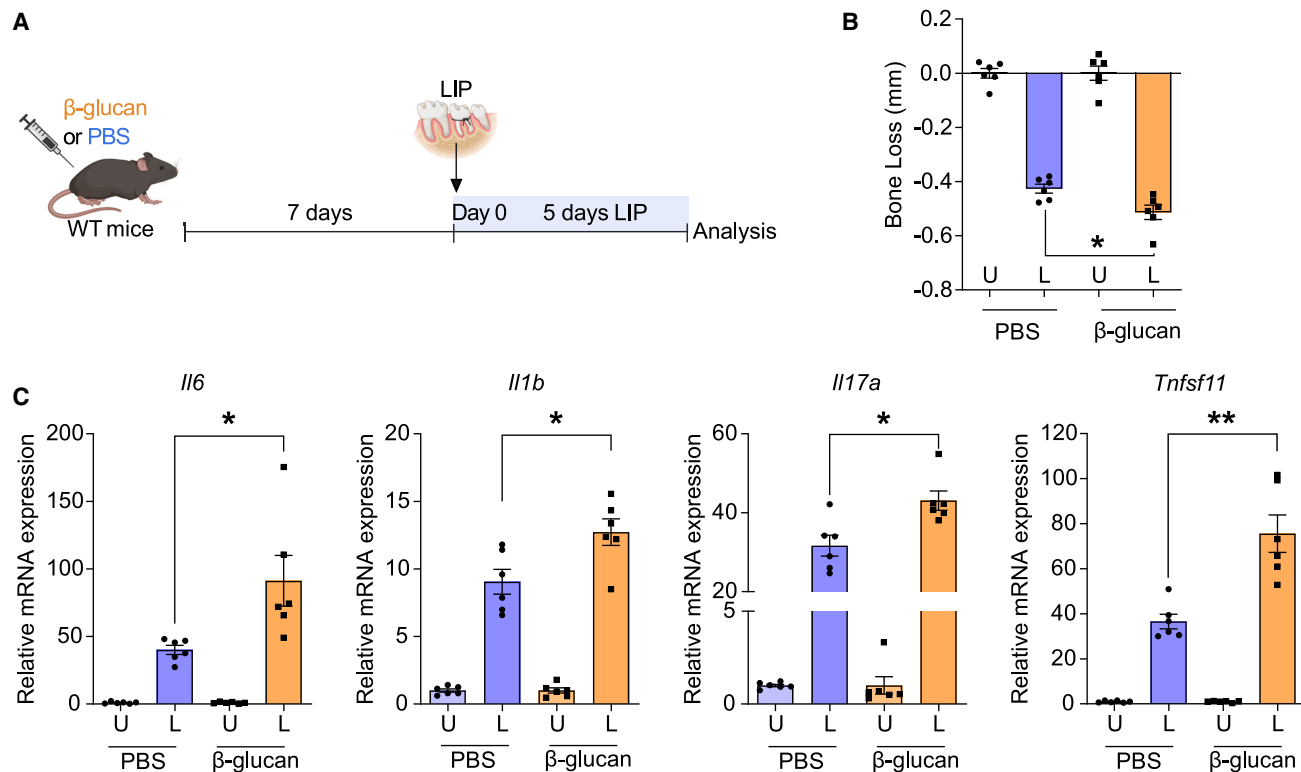 A
β-glucan
or PBS
WT mice
LIP
7 days
Day 0
5 days LIP
Analysis
B
Bone Loss (mm)
0.2
0.0
-0.2
-0.4
-0.6
-0.8
*
U L U L
PBS β-glucan
C
Il6
Relative mRNA expression
200
150
100
50
0
*
U L U L
PBS β-glucan
Il1b
Relative mRNA expression
20
15
10
5
0
*
U L U L
PBS β-glucan
Il17a
Relative mRNA expression
60
40
20
5
0
*
U L U L
PBS β-glucan
Tnfsf11
Relative mRNA expression
120
100
80
60
40
20
0
**
U L U L
PBS β-glucan